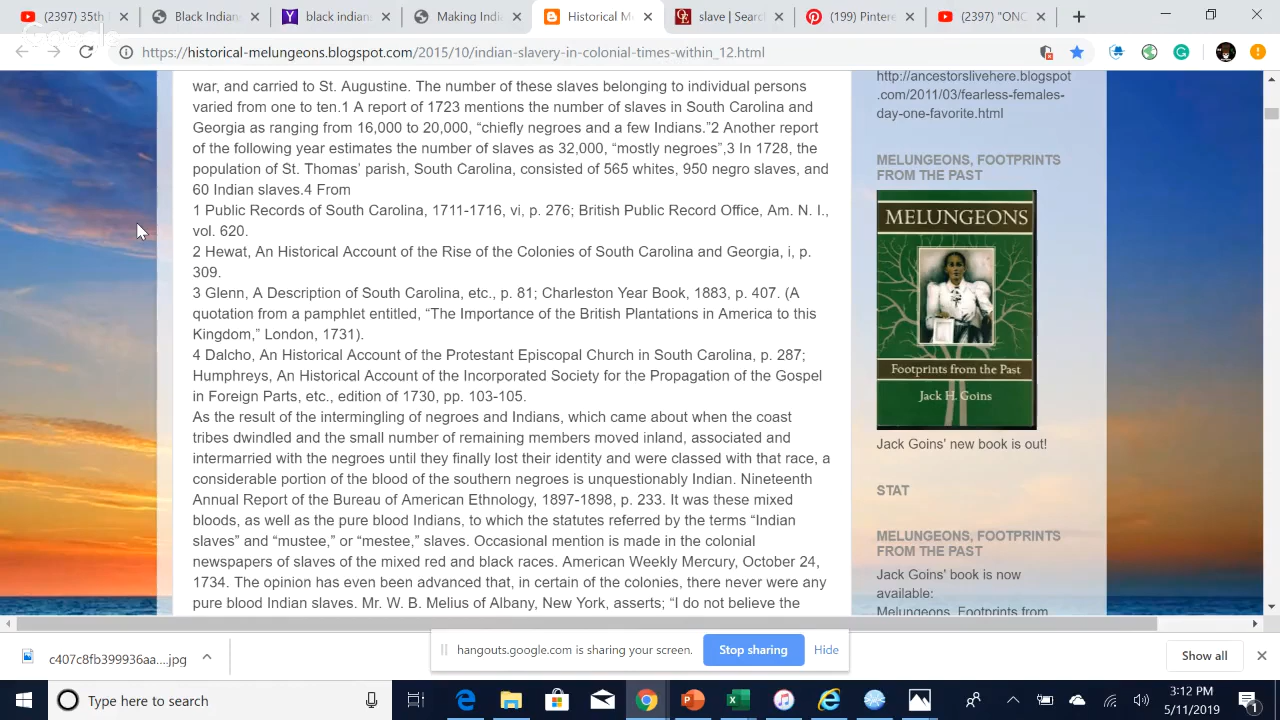 (2397) 35th
black indian
Making India
Historical M
slave | Sear
(199) Pinter
(2397) "ONC
Google
https://historical-melungeons.blogspot.com/2015/10/indian-slavery-in-colonial-times-within_12.html
war, and carried to St. Augustine. The number of these slaves belonging to individual persons
varied from one to ten.1 A report of 1723 mentions the number of slaves in South Carolina and
Georgia as ranging from 16,000 to 20,000, “chiefly negroes and a few Indians.”2 Another report
of the following year estimates the number of slaves as 32,000, “mostly negroes”,3 In 1728, the
population of St. Thomas’ parish, South Carolina, consisted of 565 whites, 950 negro slaves, and
60 Indian slaves.4 From
1 Public Records of South Carolina, 1711-1716, vi, p. 276; British Public Record Office, Am. N. I.,
vol. 620.
2 Hewat, An Historical Account of the Rise of the Colonies of South Carolina and Georgia, i, p.
309.
3 Glenn, A Description of South Carolina, etc., p. 81; Charleston Year Book, 1883, p. 407. (A
quotation from a pamphlet entitled, “The Importance of the British Plantations in America to this
Kingdom,” London, 1731).
4 Dalcho, An Historical Account of the Protestant Episcopal Church in South Carolina, p. 287;
Humphreys, An Historical Account of the Incorporated Society for the Propagation of the Gospel
in Foreign Parts, etc., edition of 1730, pp. 103-105.
As the result of the intermingling of negroes and Indians, which came about when the coast
tribes dwindled and the small number of remaining members moved inland, associated and
intermarried with the negroes until they finally lost their identity and were classed with that race, a
considerable portion of the blood of the southern negroes is unquestionably Indian. Nineteenth
Annual Report of the Bureau of American Ethnology, 1897-1898, p. 233. It was these mixed
bloods, as well as the pure blood Indians, to which the statutes referred by the terms “Indian
slaves” and “mustee,” or “mestee,” slaves. Occasional mention is made in the colonial
newspapers of slaves of the mixed red and black races. American Weekly Mercury, October 24,
1734. The opinion has even been advanced that, in certain of the colonies, there never were any
pure blood Indian slaves. Mr. W. B. Melius of Albany, New York, asserts; “I do not believe the
http://ancestorslivehere.blogspot
.com/2011/03/fearless-females-
day-one-favorite.html
MELUNGEONS, FOOTPRINTS
FROM THE PAST
MELUNGEONS
Footprints from the Past
Jack H. Goins
Jack Goins' new book is out!
STAT
MELUNGEONS, FOOTPRINTS
FROM THE PAST
Jack Goins' book is now
available:
Melungeons, Footprints from
hangouts.google.com is sharing your screen.
Stop sharing
Hide
c407c8fb399936aa....jpg
Show all
Type here to search
3:12 PM
5/11/2019
1